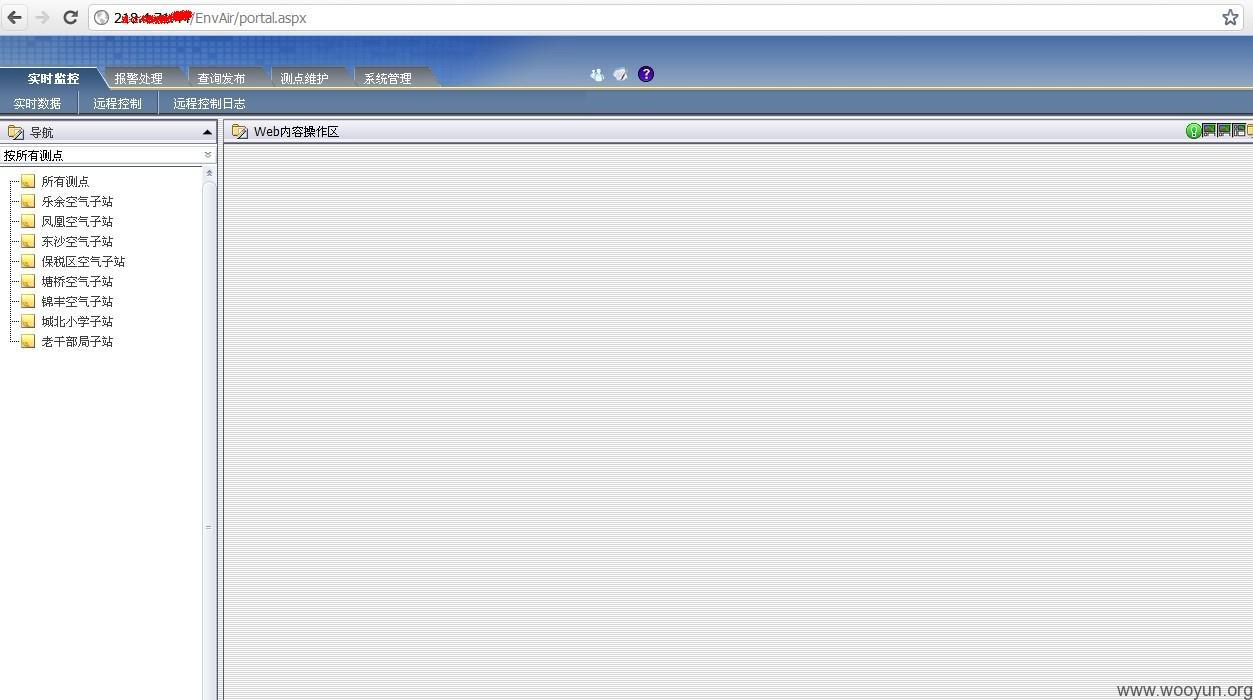 /EnvAir/portal.aspx
实时监控 报警处理 查询发布 测点维护 系统管理
实时数据 远程控制 远程控制日志
导航
Web内容操作区
按所有测点
所有测点
乐余空气子站
凤凰空气子站
东沙空气子站
保税区空气子站
塘桥空气子站
锦丰空气子站
城北小学子站
老干部局子站
www.wooyun.org